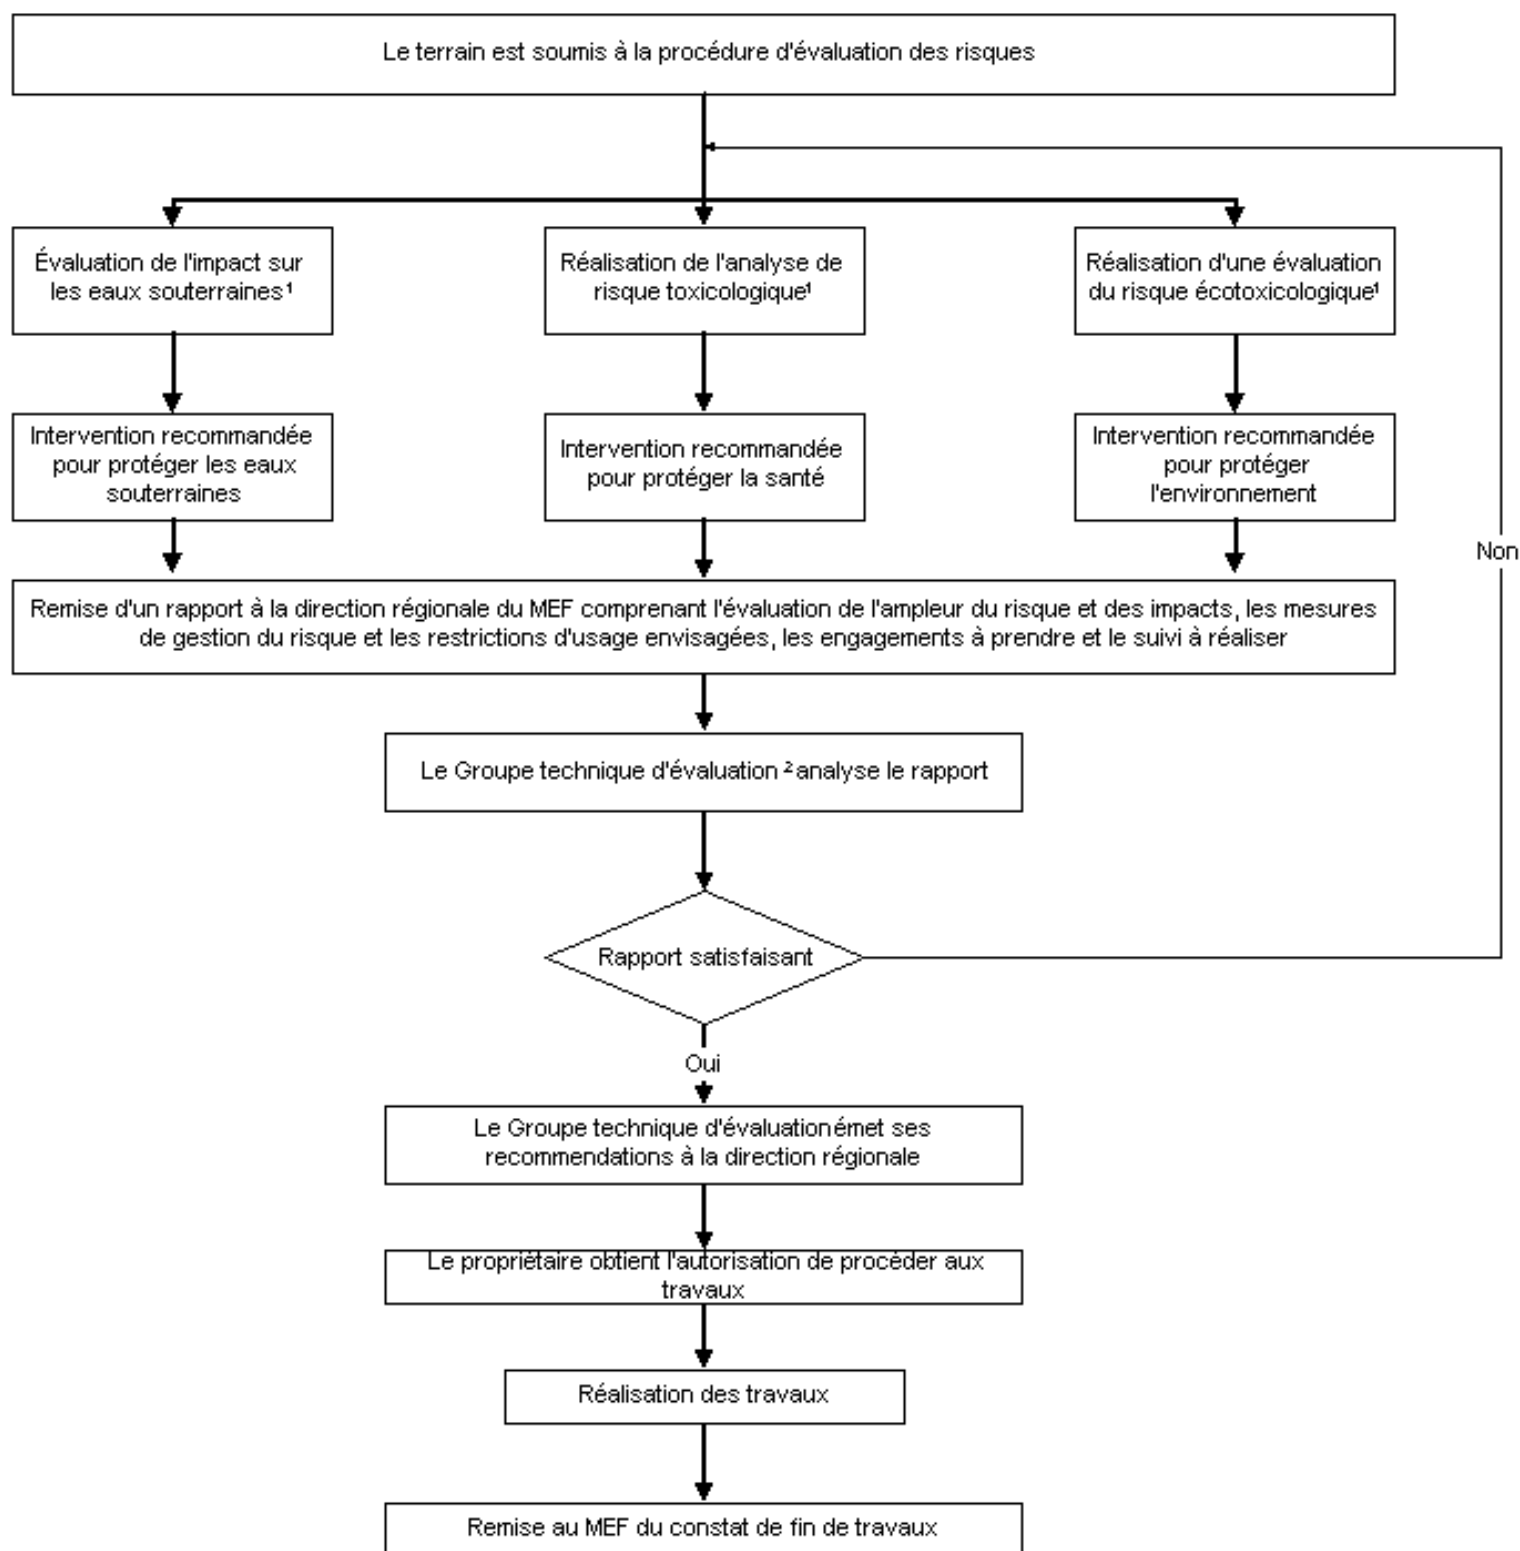 Le terrain est soumis à la procédure d'évaluation des risques
Évaluation de l'impact sur
les eaux souterraines¹
Réalisation de l'analyse de
risque toxicologique¹
Réalisation d'une évaluation
du risque écotoxicologique¹
Intervention recommandée
pour protéger les eaux
souterraines
Intervention recommandée
pour protéger la santé
Intervention recommandée
pour protéger
l'environnement
Non
Remise d'un rapport à la direction régionale du MEF comprenant l'évaluation de l'ampleur du risque et des impacts, les mesures
de gestion du risque et les restrictions d'usage envisagées, les engagements à prendre et le suivi à réaliser
Le Groupe technique d'évaluation ² analyse le rapport
Rapport satisfaisant
Oui
Le Groupe technique d'évaluation émet ses
recommendations à la direction régionale
Le propriétaire obtient l'autorisation de procéder aux
travaux
Réalisation des travaux
Remise au MEF du constat de fin de travaux